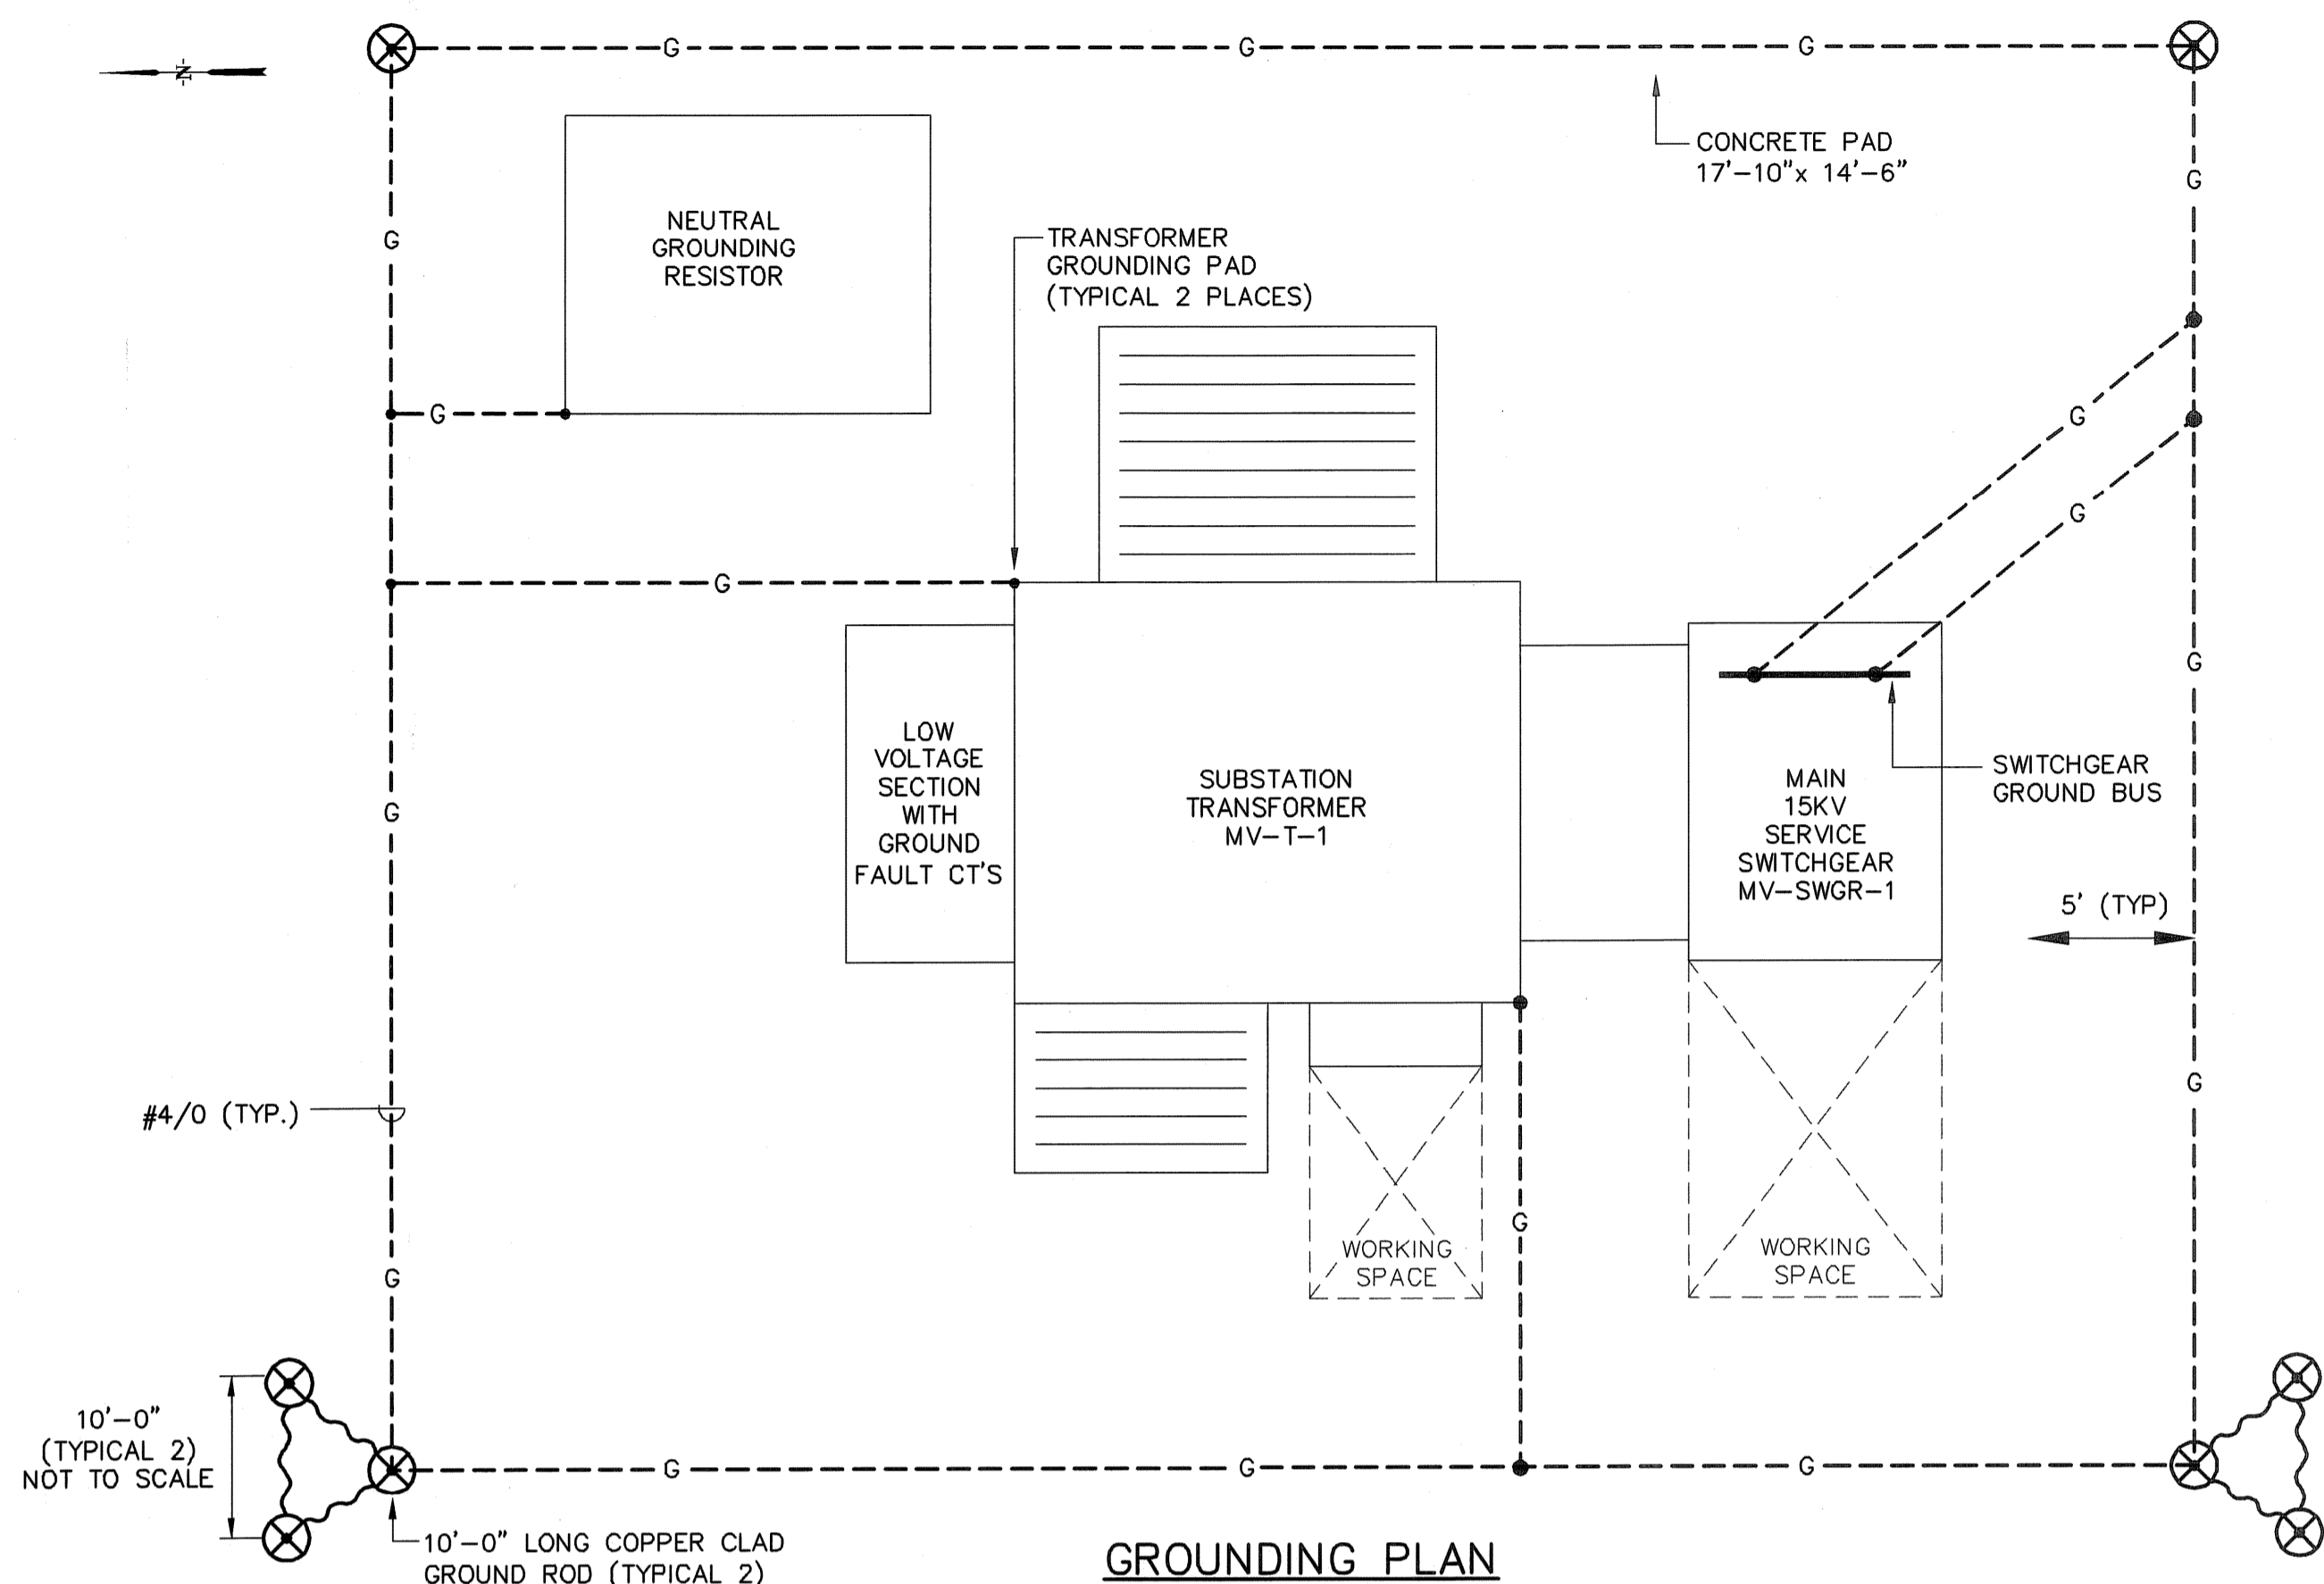 G G G
N
CONCRETE PAD
17'-10"x 14'-6"
G
NEUTRAL
GROUNDING
RESISTOR
G
TRANSFORMER
GROUNDING PAD
(TYPICAL 2 PLACES)
G
G
G
G
G
LOW
VOLTAGE
SECTION
WITH
GROUND
FAULT CT'S
SUBSTATION
TRANSFORMER
MV-T-1
MAIN
15KV
SERVICE
SWITCHGEAR
MV-SWGR-1
SWITCHGEAR
GROUND BUS
G
G
5' (TYP)
#4/0 (TYP.)
G
G
G
WORKING
SPACE
WORKING
SPACE
10'-0"
(TYPICAL 2)
NOT TO SCALE
G G G
10'-0" LONG COPPER CLAD
GROUND ROD (TYPICAL 2)
GROUNDING PLAN